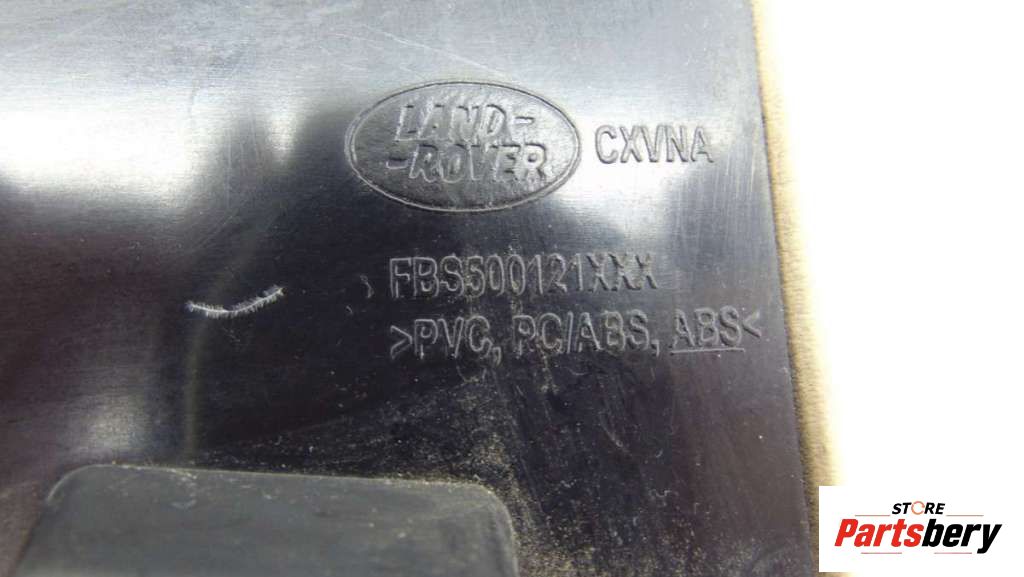 LAND-
-ROVER
CXVNA
FBS500121XXX
>PVC, PC/ABS, ABS<
STORE
Partsbery